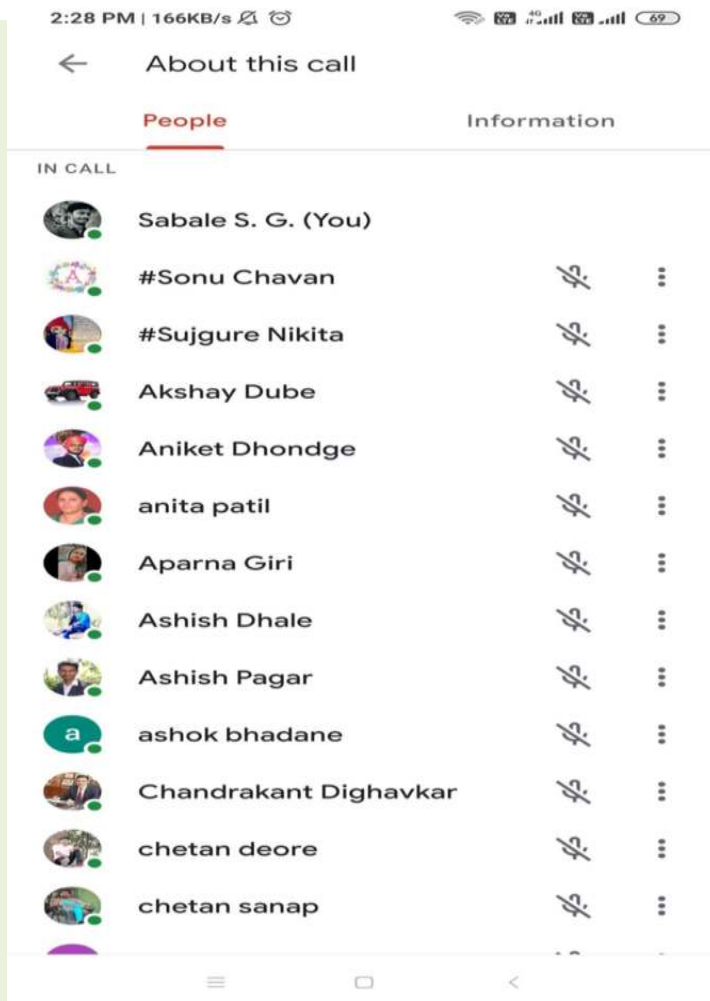 2:28 PM | 166KB/s 4G 69
About this call
People Information
IN CALL
Sabale S. G. (You)
#Sonu Chavan
#Sujgure Nikita
Akshay Dube
Aniket Dhondge
anita patil
Aparna Giri
Ashish Dhale
Ashish Pagar
a ashok bhadane
Chandrakant Dighavkar
chetan deore
chetan sanap